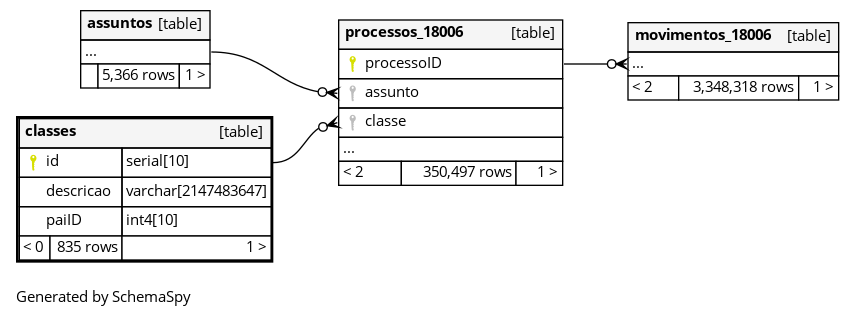 assuntos [table]
...
5,366 rows 1 >
classes [table]
id serial[10]
descricao varchar[2147483647]
paiID int4[10]
< 0 835 rows 1 >
processos_18006 [table]
processoID
assunto
classe
...
< 2 350,497 rows 1 >
movimentos_18006 [table]
...
< 2 3,348,318 rows 1 >
Generated by SchemaSpy